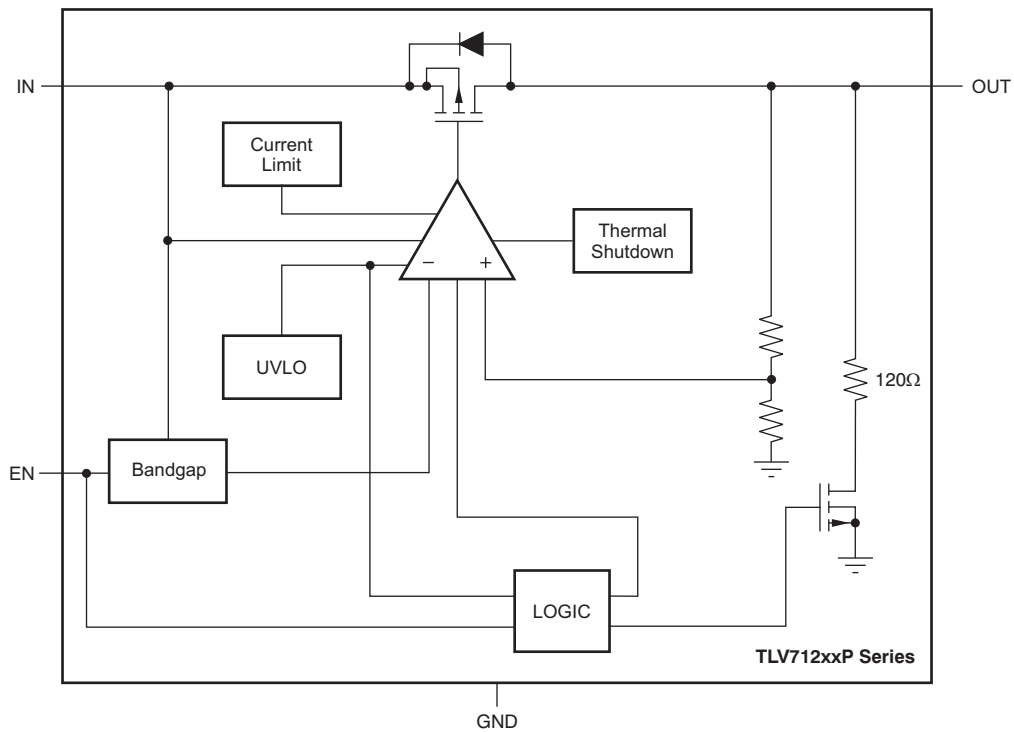 IN
OUT
Current
Limit
Thermal
Shutdown
−
+
UVLO
120Ω
EN
Bandgap
LOGIC
TLV712xxP Series
GND